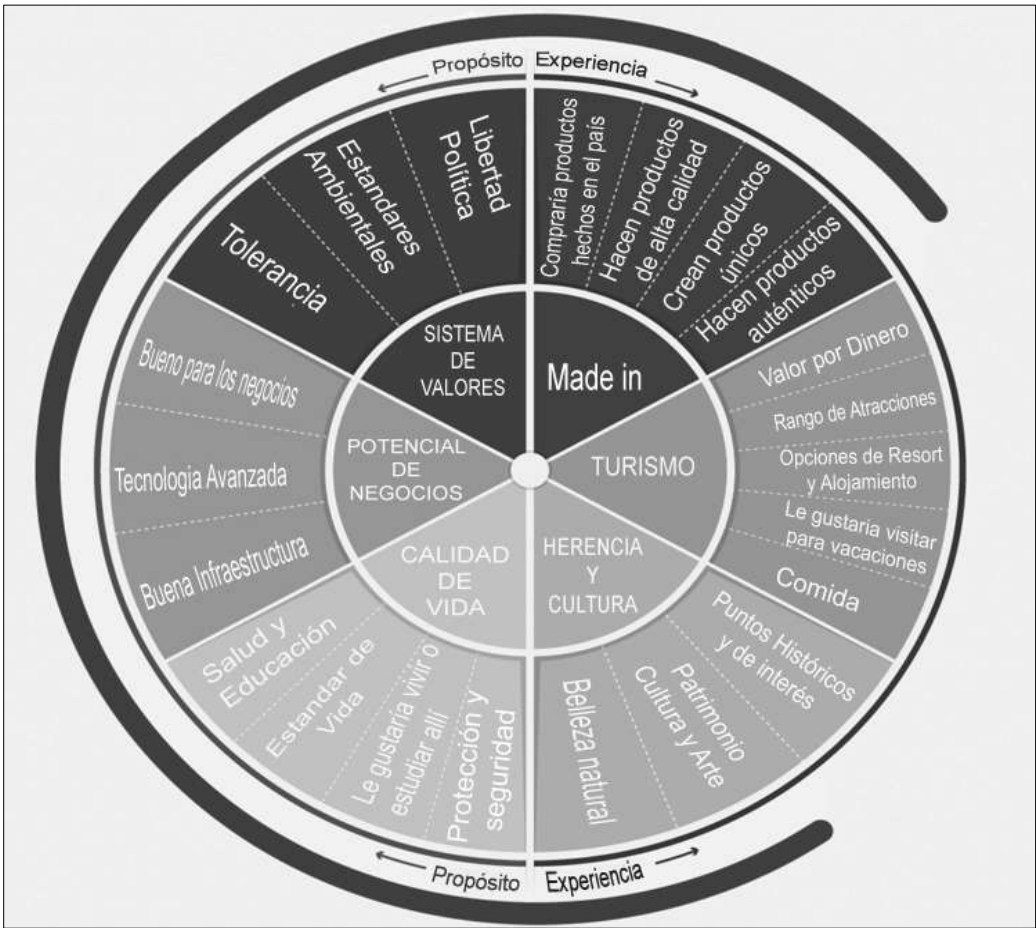 Propósito
Experiencia
Libertad
Política
Estandares
Ambientales
Tolerancia
SISTEMA
DE
VALORES
Compraría productos
hechos en el país
Hacen productos
de alta calidad
Crean productos
únicos
Hacen productos
auténticos
Made in
Bueno para los negocios
Tecnologia Avanzada
Buena Infraestructura
POTENCIAL
DE
NEGOCIOS
TURISMO
Valor por Dinero
Rango de Atracciones
Opciones de Resort
y Alojamiento
Le gustaría visitar
para vacaciones
Comida
CALIDAD
DE
VIDA
HERENCIA
Y
CULTURA
Salud y
Educación
Estandar de
Vida
Le gustaría vivir o
estudiar allí
Protección y
seguridad
Belleza natural
Patrimonio
Cultura y Arte
Puntos Históricos
y de interés
Propósito
Experiencia